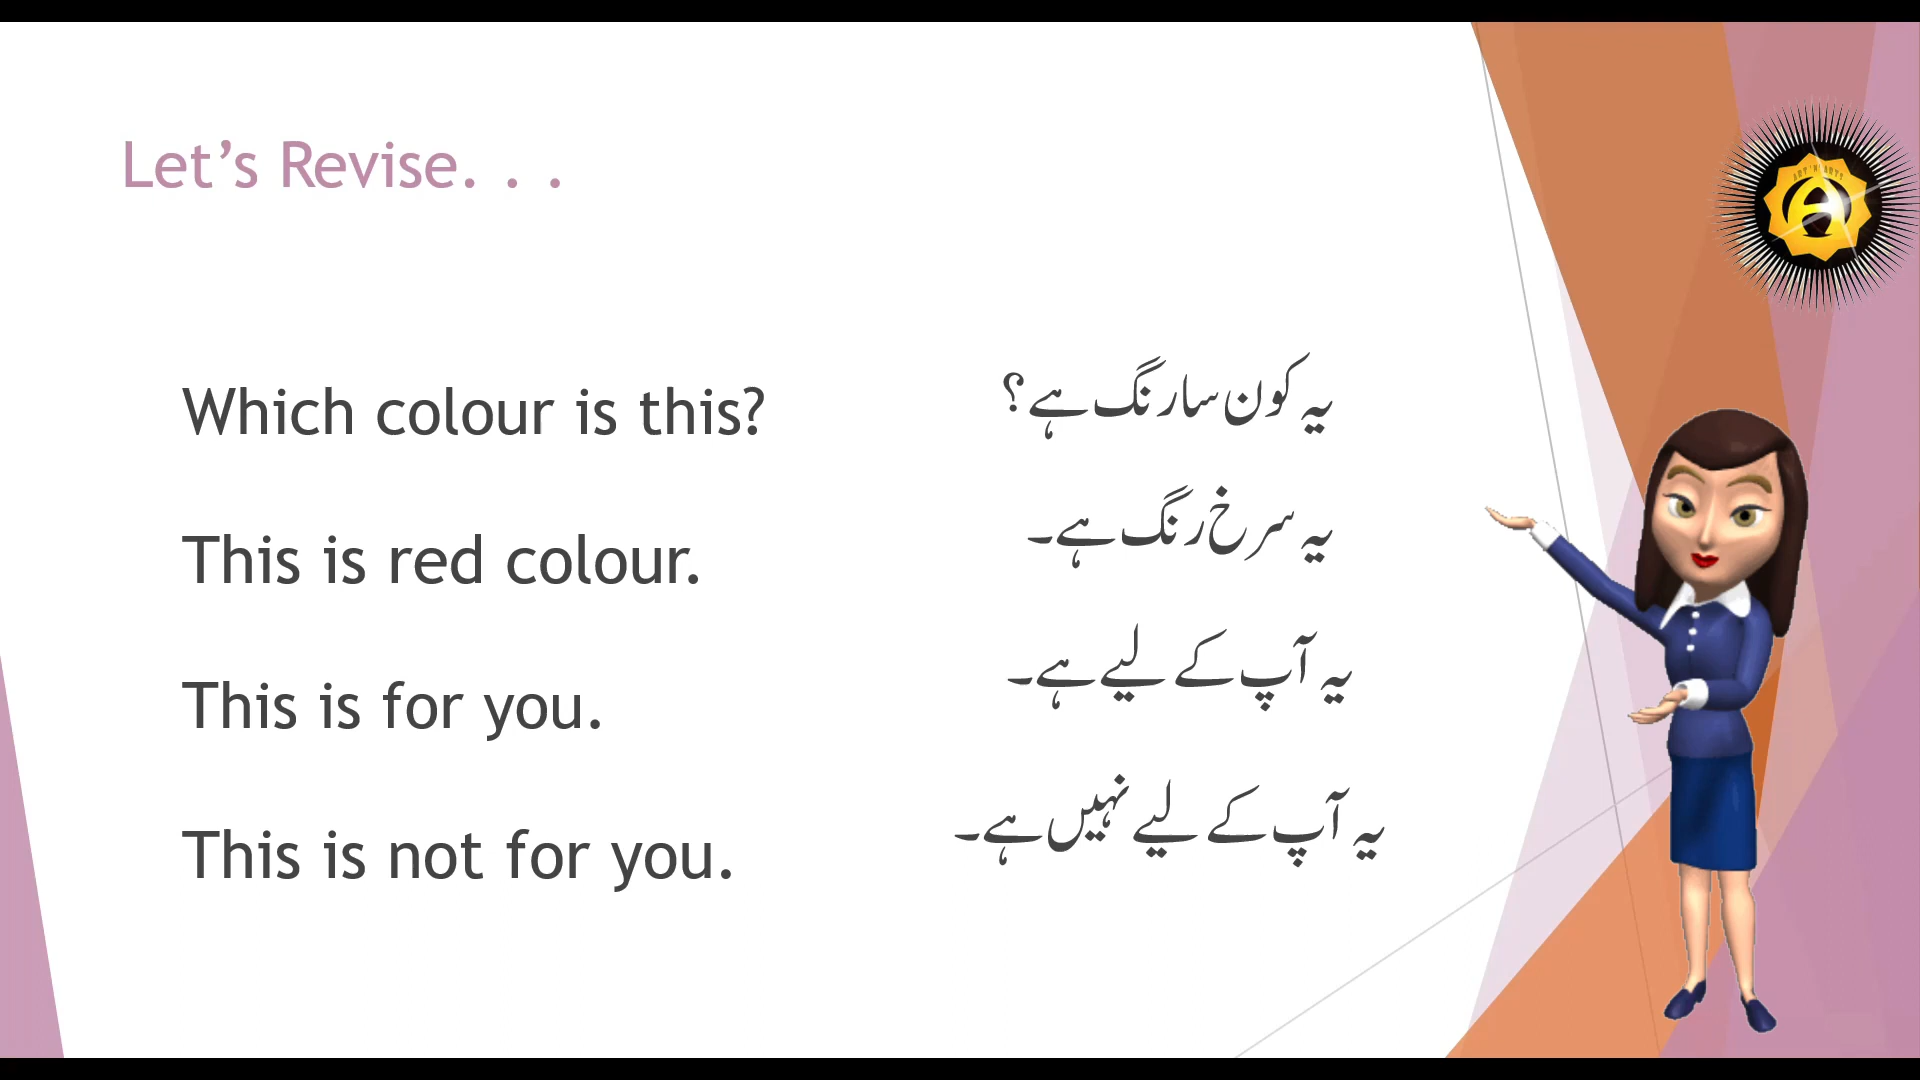 Let’s Revise. . .
Which colour is this?
یہ کون سا رنگ ہے؟
This is red colour.
یہ سرخ رنگ ہے۔
This is for you.
یہ آپ کے لیے ہے۔
This is not for you.
یہ آپ کے لیے نہیں ہے۔
ART 'N' ARTS